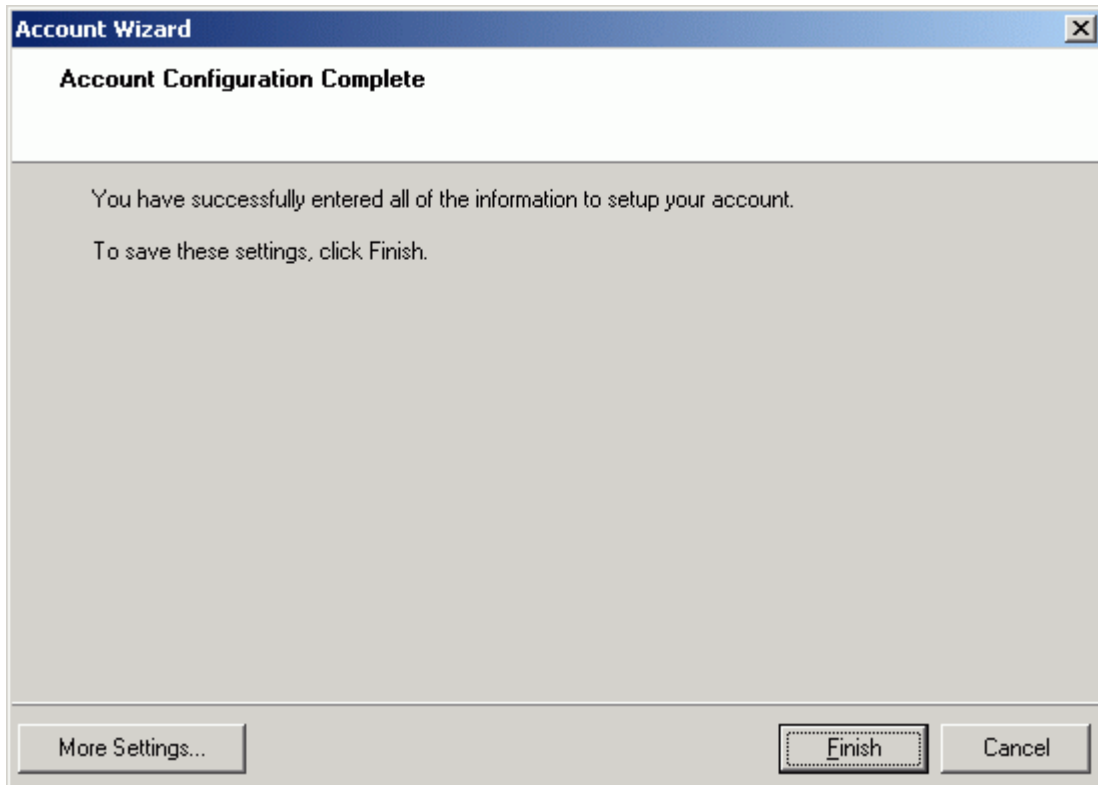 Account Wizard
Account Configuration Complete
You have successfully entered all of the information to setup your account.
To save these settings, click Finish.
More Settings... Finish Cancel